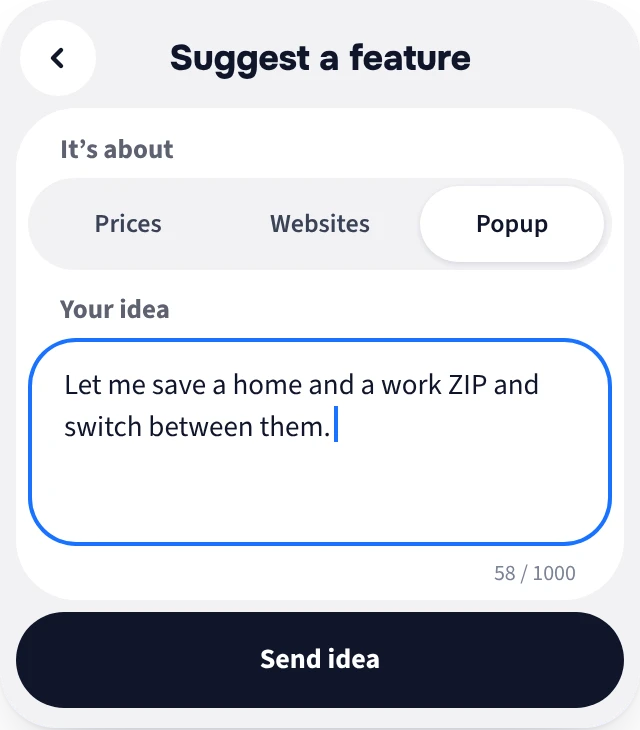 Suggest a feature
It’s about
Prices
Websites
Popup
Your idea
Let me save a home and a work ZIP and
switch between them.
58 / 1000
Send idea